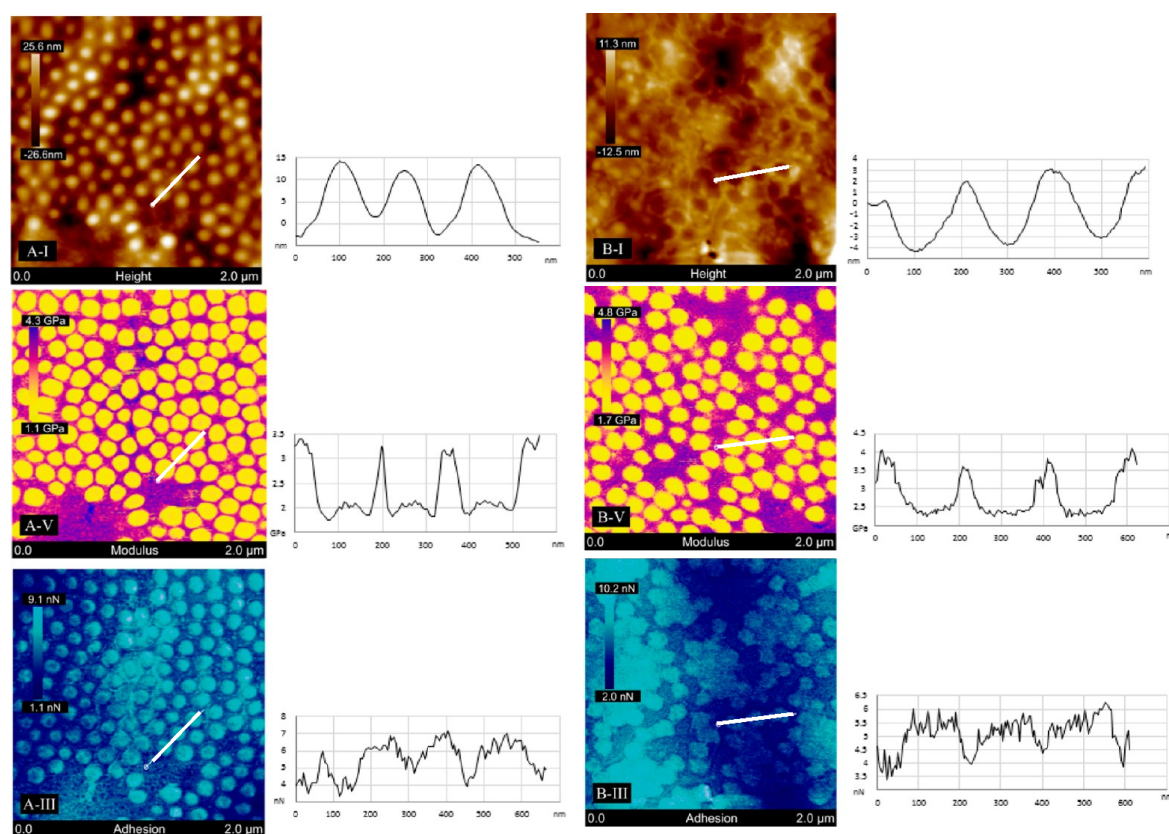 25.6 nm
-26.6nm
A-I
0.0 Height 2.0 µm
15
10
5
0
nm
0 100 200 300 400 500 nm
11.3 nm
-12.5 nm
B-I
0.0 Height 2.0 µm
4
3
2
1
0
-1
-2
-3
-4
nm
0 100 200 300 400 500 nm
4.3 GPa
1.1 GPa
A-V
0.0 Modulus 2.0 µm
3.5
3
2.5
2
GPa
0 100 200 300 400 500 nm
4.8 GPa
1.7 GPa
B-V
0.0 Modulus 2.0 µm
4.5
4
3.5
3
2.5
GPa
0 100 200 300 400 500 600
9.1 nN
1.1 nN
A-III
0.0 Adhesion 2.0 µm
8
7
6
5
4
nN
0 100 200 300 400 500 600 nm
10.2 nN
2.0 nN
B-III
0.0 Adhesion 2.0 µm
6.5
6
5.5
5
4.5
4
3.5
nN
0 100 200 300 400 500 600